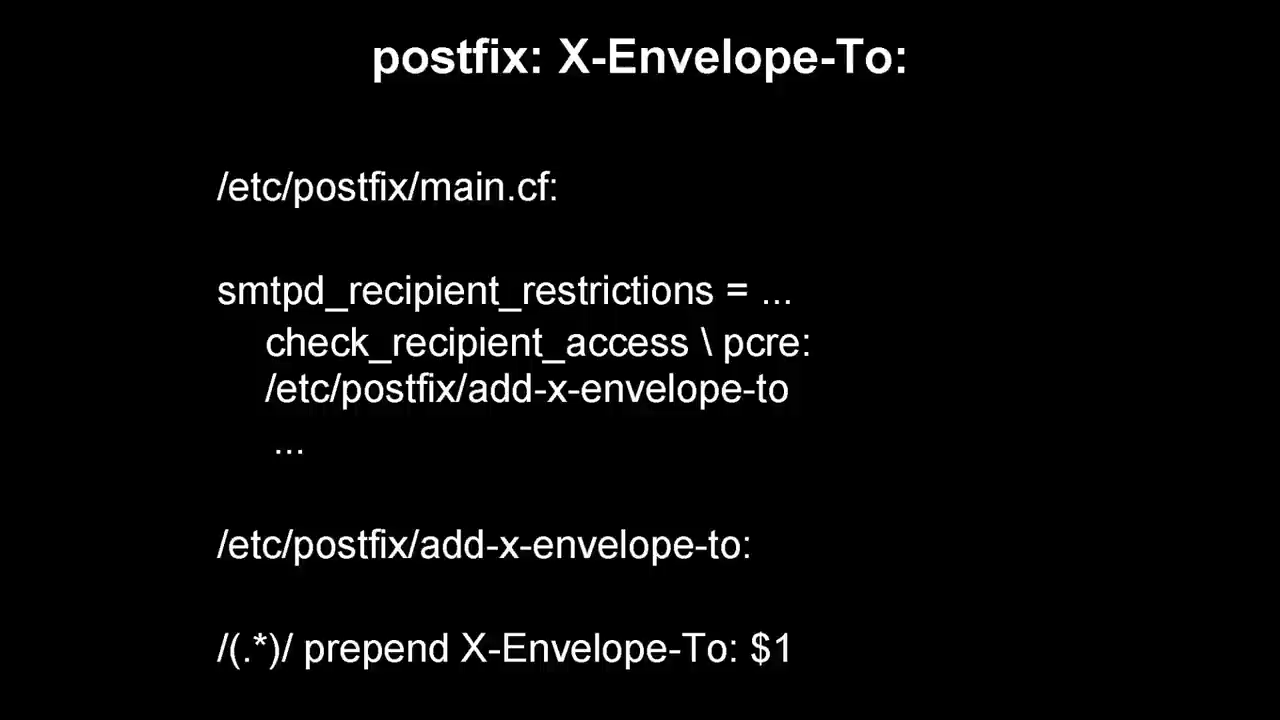 postfix: X-Envelope-To:
/etc/postfix/main.cf:
smtpd_recipient_restrictions = ...
check_recipient_access \ pcre:
/etc/postfix/add-x-envelope-to
...
/etc/postfix/add-x-envelope-to:
/(.*)/ prepend X-Envelope-To: $1